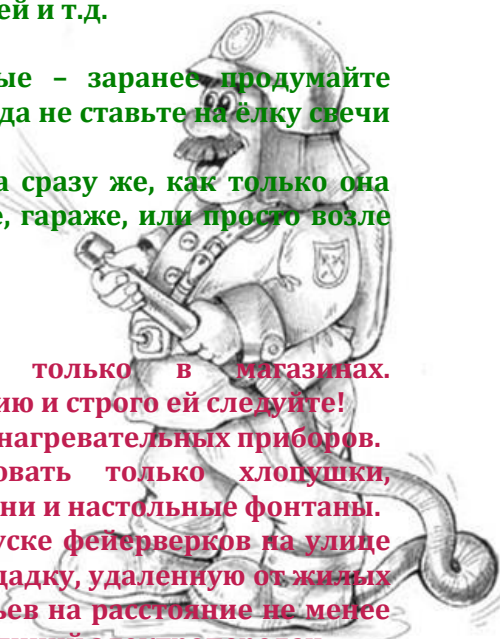 ей и т.д.
ые – заранее продумайте
да не ставьте на ёлку свечи
а сразу же, как только она
е, гараже, или просто возле
только в магазинах.
ию и строго ей следуйте!
нагревательных приборов.
овать только хлопушки,
ни и настольные фонтаны.
уске фейерверков на улице
щадку, удаленную от жилых
ьев на расстояние не менее